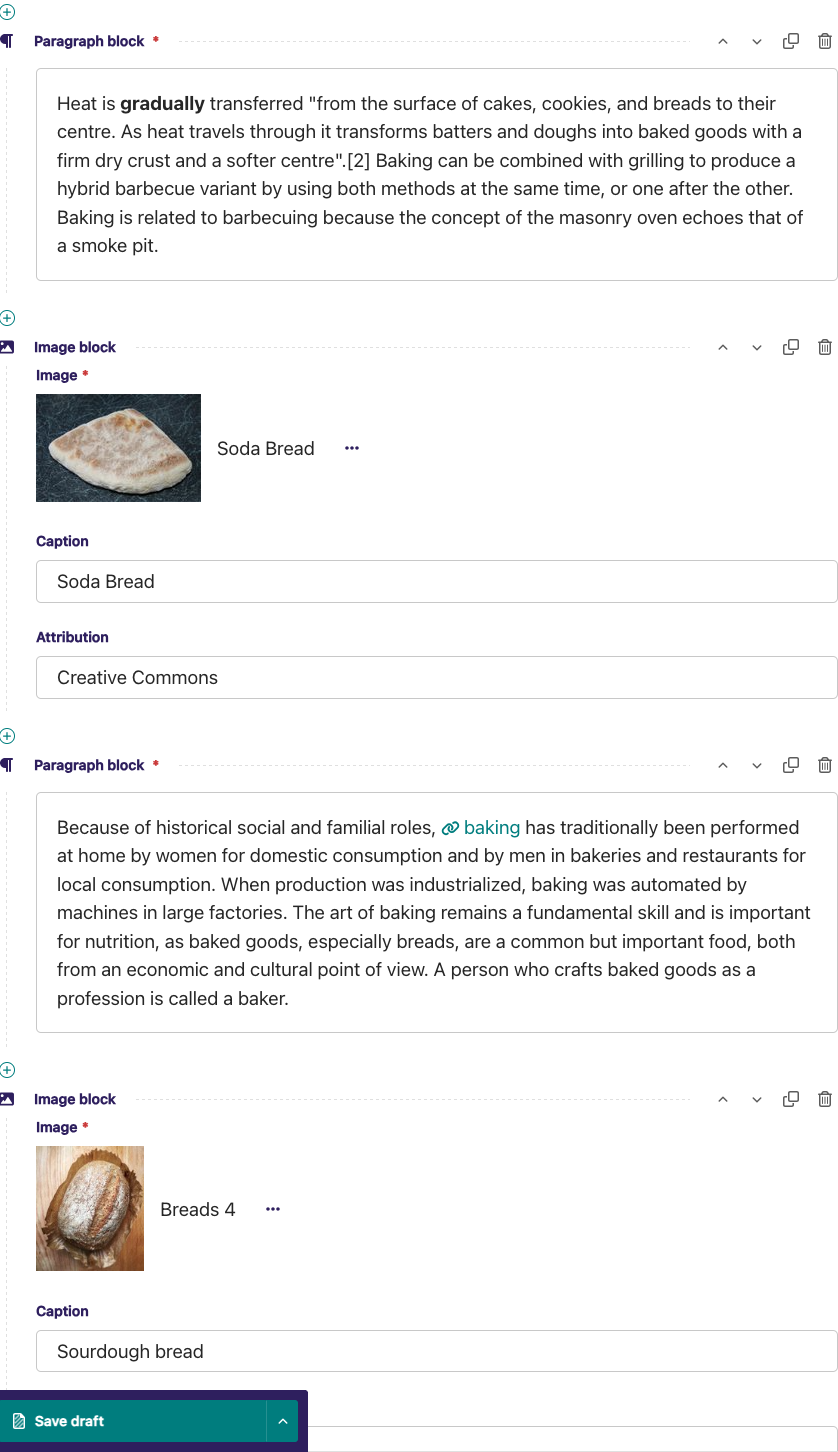 Paragraph block *
Heat is gradually transferred "from the surface of cakes, cookies, and breads to their
centre. As heat travels through it transforms batters and doughs into baked goods with a
firm dry crust and a softer centre".[2] Baking can be combined with grilling to produce a
hybrid barbecue variant by using both methods at the same time, or one after the other.
Baking is related to barbecuing because the concept of the masonry oven echoes that of
a smoke pit.
Image block
Image *
Soda Bread
Caption
Soda Bread
Attribution
Creative Commons
Paragraph block *
Because of historical social and familial roles, baking has traditionally been performed
at home by women for domestic consumption and by men in bakeries and restaurants for
local consumption. When production was industrialized, baking was automated by
machines in large factories. The art of baking remains a fundamental skill and is important
for nutrition, as baked goods, especially breads, are a common but important food, both
from an economic and cultural point of view. A person who crafts baked goods as a
profession is called a baker.
Image block
Image *
Breads 4
Caption
Sourdough bread
Save draft